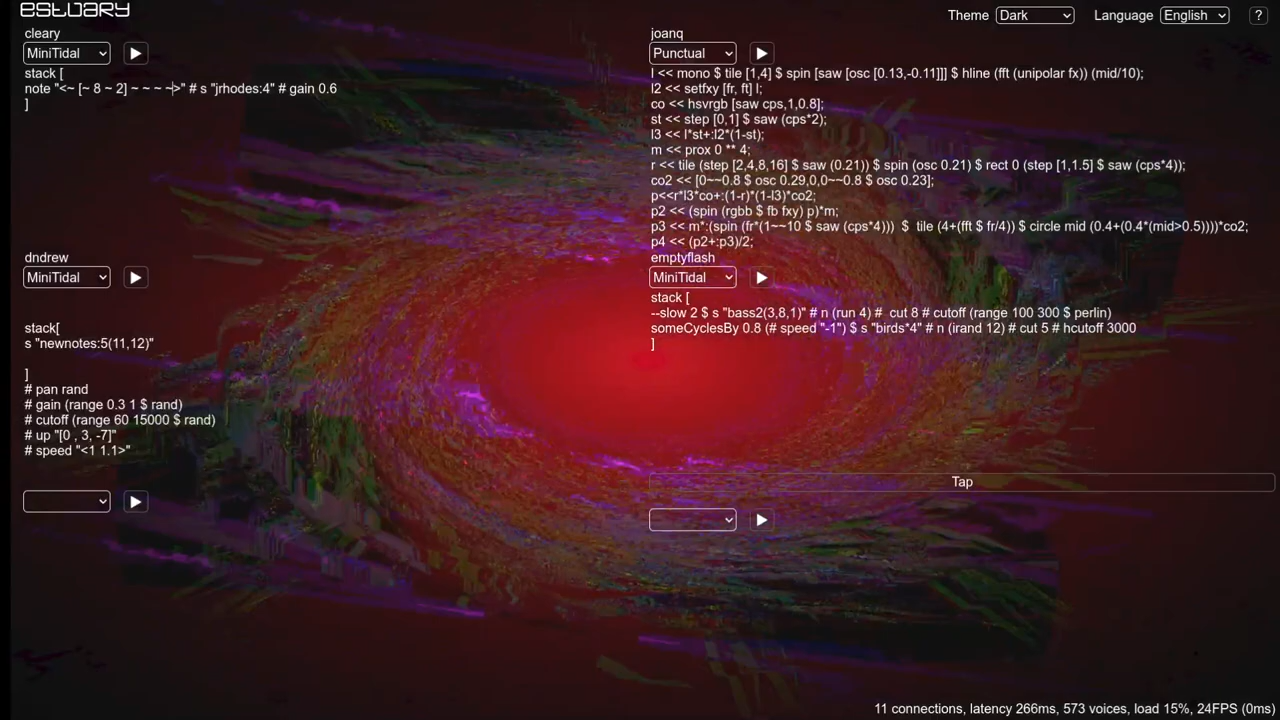 estuary
Theme Dark Language English ?
cleary
MiniTidal
stack [
note "<~ [~ 8 ~ 2] ~ ~ ~ ~>" # s "jrhodes:4" # gain 0.6
]
joanq
Punctual
l << mono $ tile [1,4] $ spin [saw [osc [0.13,-0.11]]] $ hline (fft (unipolar fx)) (mid/10);
l2 << setfxy [fr, ft] l;
co << hsvrgb [saw cps,1,0.8];
st << step [0,1] $ saw (cps*2);
l3 << l*st+:l2*(1-st);
m << prox 0 ** 4;
r << tile (step [2,4,8,16] $ saw (0.21)) $ spin (osc 0.21) $ rect 0 (step [1,1.5] $ saw (cps*4));
co2 << [0~~0.8 $ osc 0.29,0,0~~0.8 $ osc 0.23];
p<<r*l3*co+:(1-r)*(1-l3)*co2;
p2 << (spin (rgbb $ fb fxy) p)*m;
p3 << m*:(spin (fr*(1~~10 $ saw (cps*4)))  $  tile (4+(fft $ fr/4)) $ circle mid (0.4+(0.4*(mid>0.5))))*co2;
p4 << (p2+:p3)/2;
dndrew
MiniTidal
stack[
s "newnotes:5(11,12)"
]
# pan rand
# gain (range 0.3 1 $ rand)
# cutoff (range 60 15000 $ rand)
# up "[0 , 3, -7]"
# speed "<1 1.1>"
emptyflash
MiniTidal
stack [
--slow 2 $ s "bass2(3,8,1)" # n (run 4) #  cut 8 # cutoff (range 100 300 $ perlin)
someCyclesBy 0.8 (# speed "-1") $ s "birds*4" # n (irand 12) # cut 5 # hcutoff 3000
]
Tap
11 connections, latency 266ms, 573 voices, load 15%, 24FPS (0ms)